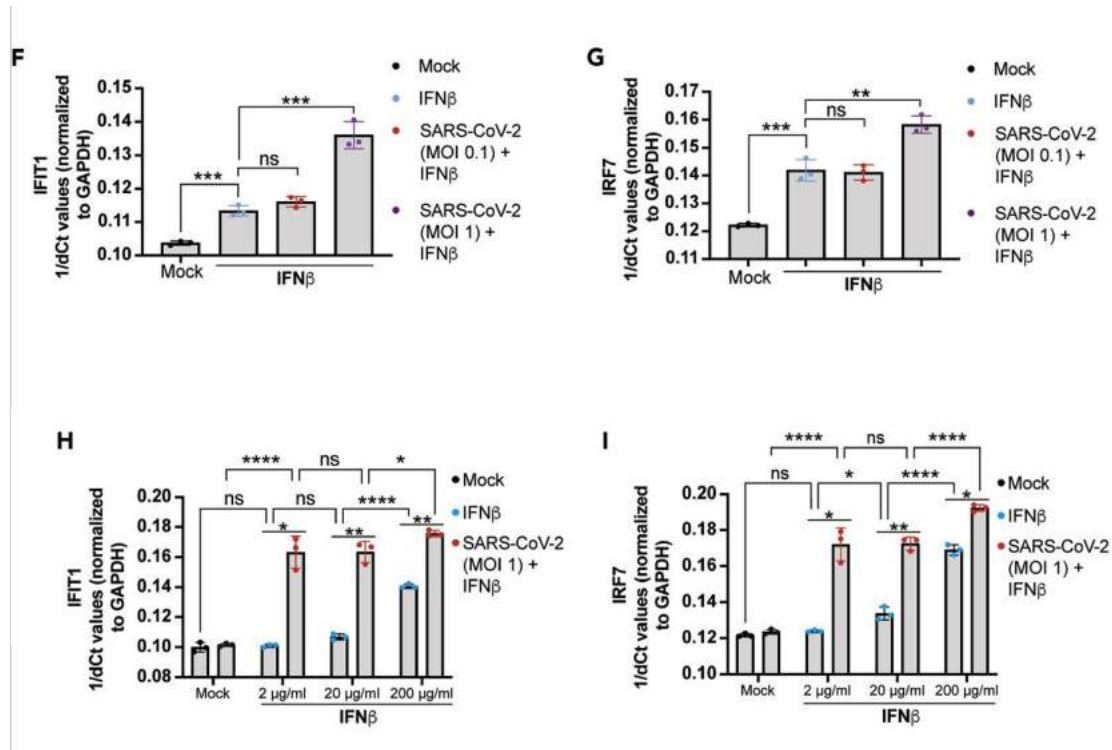 F
Mock
IFNβ
SARS-CoV-2
(MOI 0.1) +
IFNβ
SARS-CoV-2
(MOI 1) +
IFNβ
IFIT1
1/dCt values (normalized
to GAPDH)
0.15
0.14
0.13
0.12
0.11
0.10
***
***
ns
Mock
IFNβ
G
Mock
IFNβ
SARS-CoV-2
(MOI 0.1) +
IFNβ
SARS-CoV-2
(MOI 1) +
IFNβ
IRF7
1/dCt values (normalized
to GAPDH)
0.17
0.16
0.15
0.14
0.13
0.12
0.11
**
***
ns
Mock
IFNβ
H
Mock
IFNβ
SARS-CoV-2
(MOI 1) +
IFNβ
IFIT1
1/dCt values (normalized
to GAPDH)
0.20
0.18
0.16
0.14
0.12
0.10
0.08
**** ns *
ns ns ****
* ** **
Mock 2 µg/ml 20 µg/ml 200 µg/ml
IFNβ
I
Mock
IFNβ
SARS-CoV-2
(MOI 1) +
IFNβ
IRF7
1/dCt values (normalized
to GAPDH)
0.20
0.18
0.16
0.14
0.12
0.10
**** ns ****
ns * ****
* ** *
Mock 2 µg/ml 20 µg/ml 200 µg/ml
IFNβ